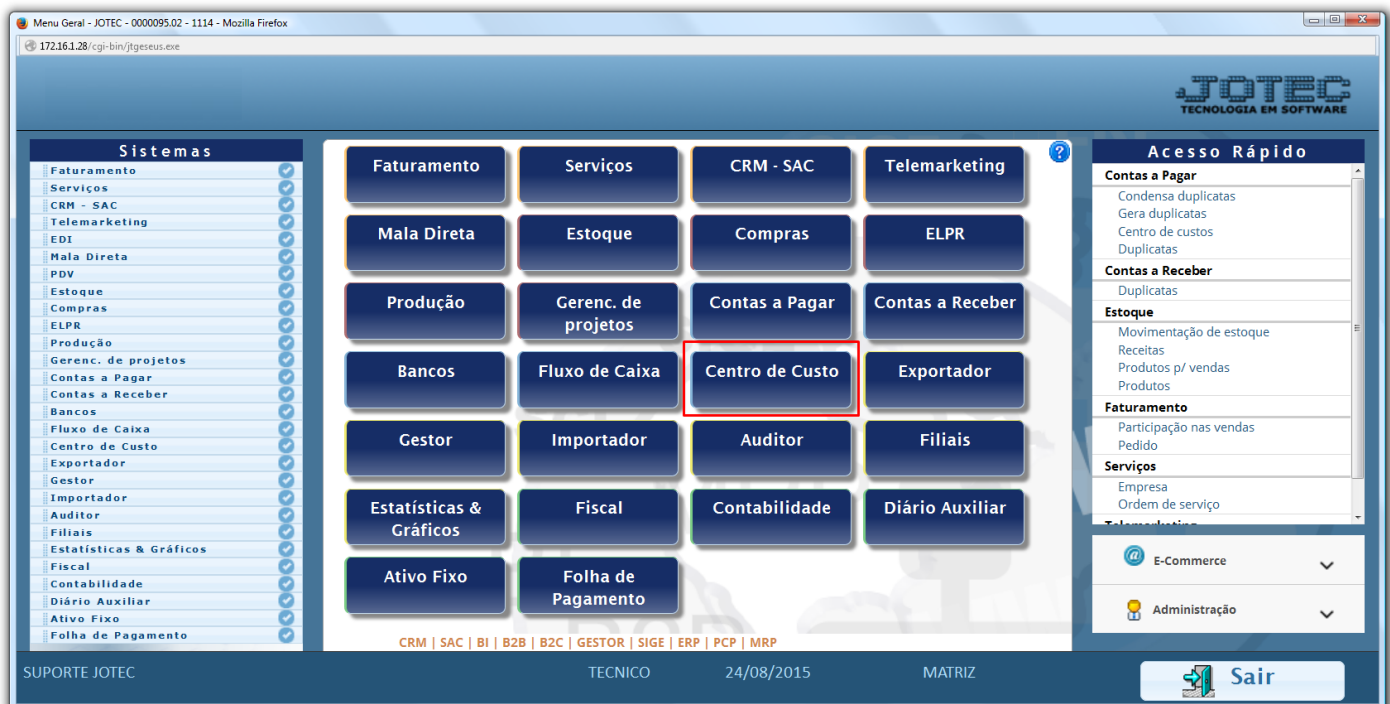 Menu Geral - JOTEC - 0000095.02 - 1114 - Mozilla Firefox
172.16.1.28/cgi-bin/jtgeseus.exe
JOTEC
TECNOLOGIA EM SOFTWARE
Sistemas
Faturamento
Serviços
CRM - SAC
Telemarketing
EDI
Mala Direta
PDV
Estoque
Compras
ELPR
Produção
Gerenc. de projetos
Contas a Pagar
Contas a Receber
Bancos
Fluxo de Caixa
Centro de Custo
Exportador
Gestor
Importador
Auditor
Filiais
Estatísticas & Gráficos
Fiscal
Contabilidade
Diário Auxiliar
Ativo Fixo
Folha de Pagamento
Faturamento
Serviços
CRM - SAC
Telemarketing
Mala Direta
Estoque
Compras
ELPR
Produção
Gerenc. de
projetos
Contas a Pagar
Contas a Receber
Bancos
Fluxo de Caixa
Centro de Custo
Exportador
Gestor
Importador
Auditor
Filiais
Estatísticas &
Gráficos
Fiscal
Contabilidade
Diário Auxiliar
Ativo Fixo
Folha de
Pagamento
CRM | SAC | BI | B2B | B2C | GESTOR | SIGE | ERP | PCP | MRP
Acesso Rápido
Contas a Pagar
Condensa duplicatas
Gera duplicatas
Centro de custos
Duplicatas
Contas a Receber
Duplicatas
Estoque
Movimentação de estoque
Receitas
Produtos p/ vendas
Produtos
Faturamento
Participação nas vendas
Pedido
Serviços
Empresa
Ordem de serviço
Telemarketing
E-Commerce
Administração
SUPORTE JOTEC
TECNICO
24/08/2015
MATRIZ
Sair